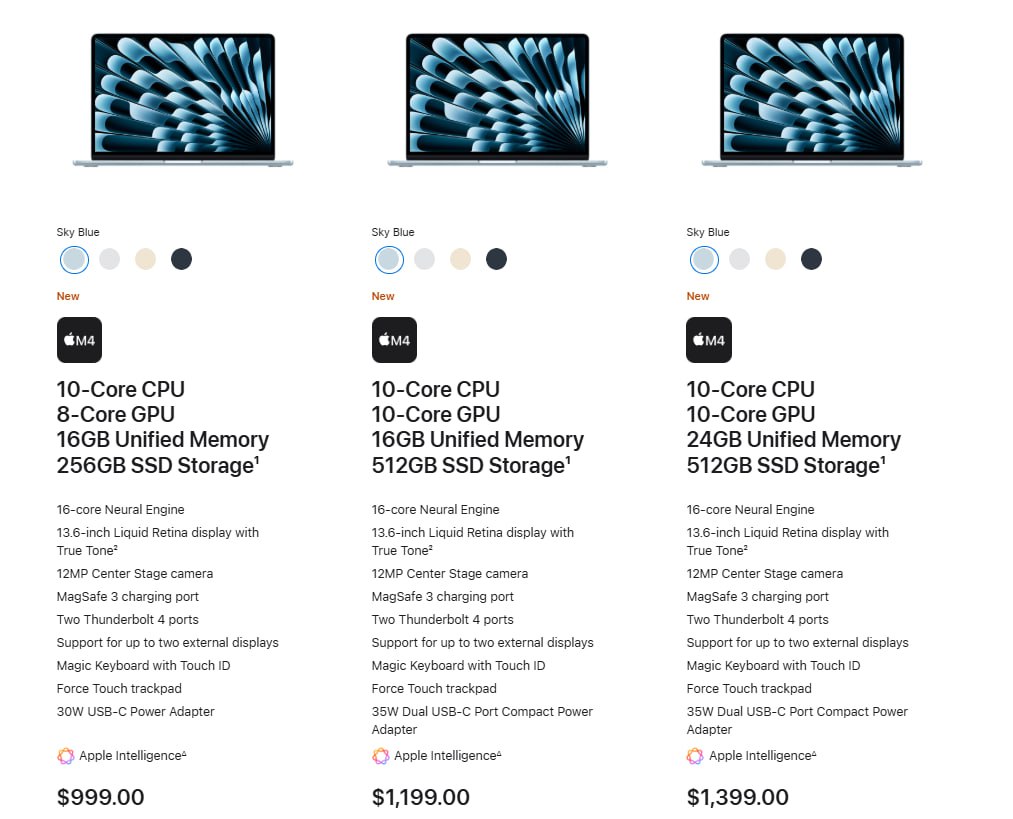 Sky Blue
New
M4
10-Core CPU
8-Core GPU
16GB Unified Memory
256GB SSD Storage¹
16-core Neural Engine
13.6-inch Liquid Retina display with
True Tone²
12MP Center Stage camera
MagSafe 3 charging port
Two Thunderbolt 4 ports
Support for up to two external displays
Magic Keyboard with Touch ID
Force Touch trackpad
30W USB-C Power Adapter
Apple Intelligence∆
$999.00
Sky Blue
New
M4
10-Core CPU
10-Core GPU
16GB Unified Memory
512GB SSD Storage¹
16-core Neural Engine
13.6-inch Liquid Retina display with
True Tone²
12MP Center Stage camera
MagSafe 3 charging port
Two Thunderbolt 4 ports
Support for up to two external displays
Magic Keyboard with Touch ID
Force Touch trackpad
35W Dual USB-C Port Compact Power
Adapter
Apple Intelligence∆
$1,199.00
Sky Blue
New
M4
10-Core CPU
10-Core GPU
24GB Unified Memory
512GB SSD Storage¹
16-core Neural Engine
13.6-inch Liquid Retina display with
True Tone²
12MP Center Stage camera
MagSafe 3 charging port
Two Thunderbolt 4 ports
Support for up to two external displays
Magic Keyboard with Touch ID
Force Touch trackpad
35W Dual USB-C Port Compact Power
Adapter
Apple Intelligence∆
$1,399.00